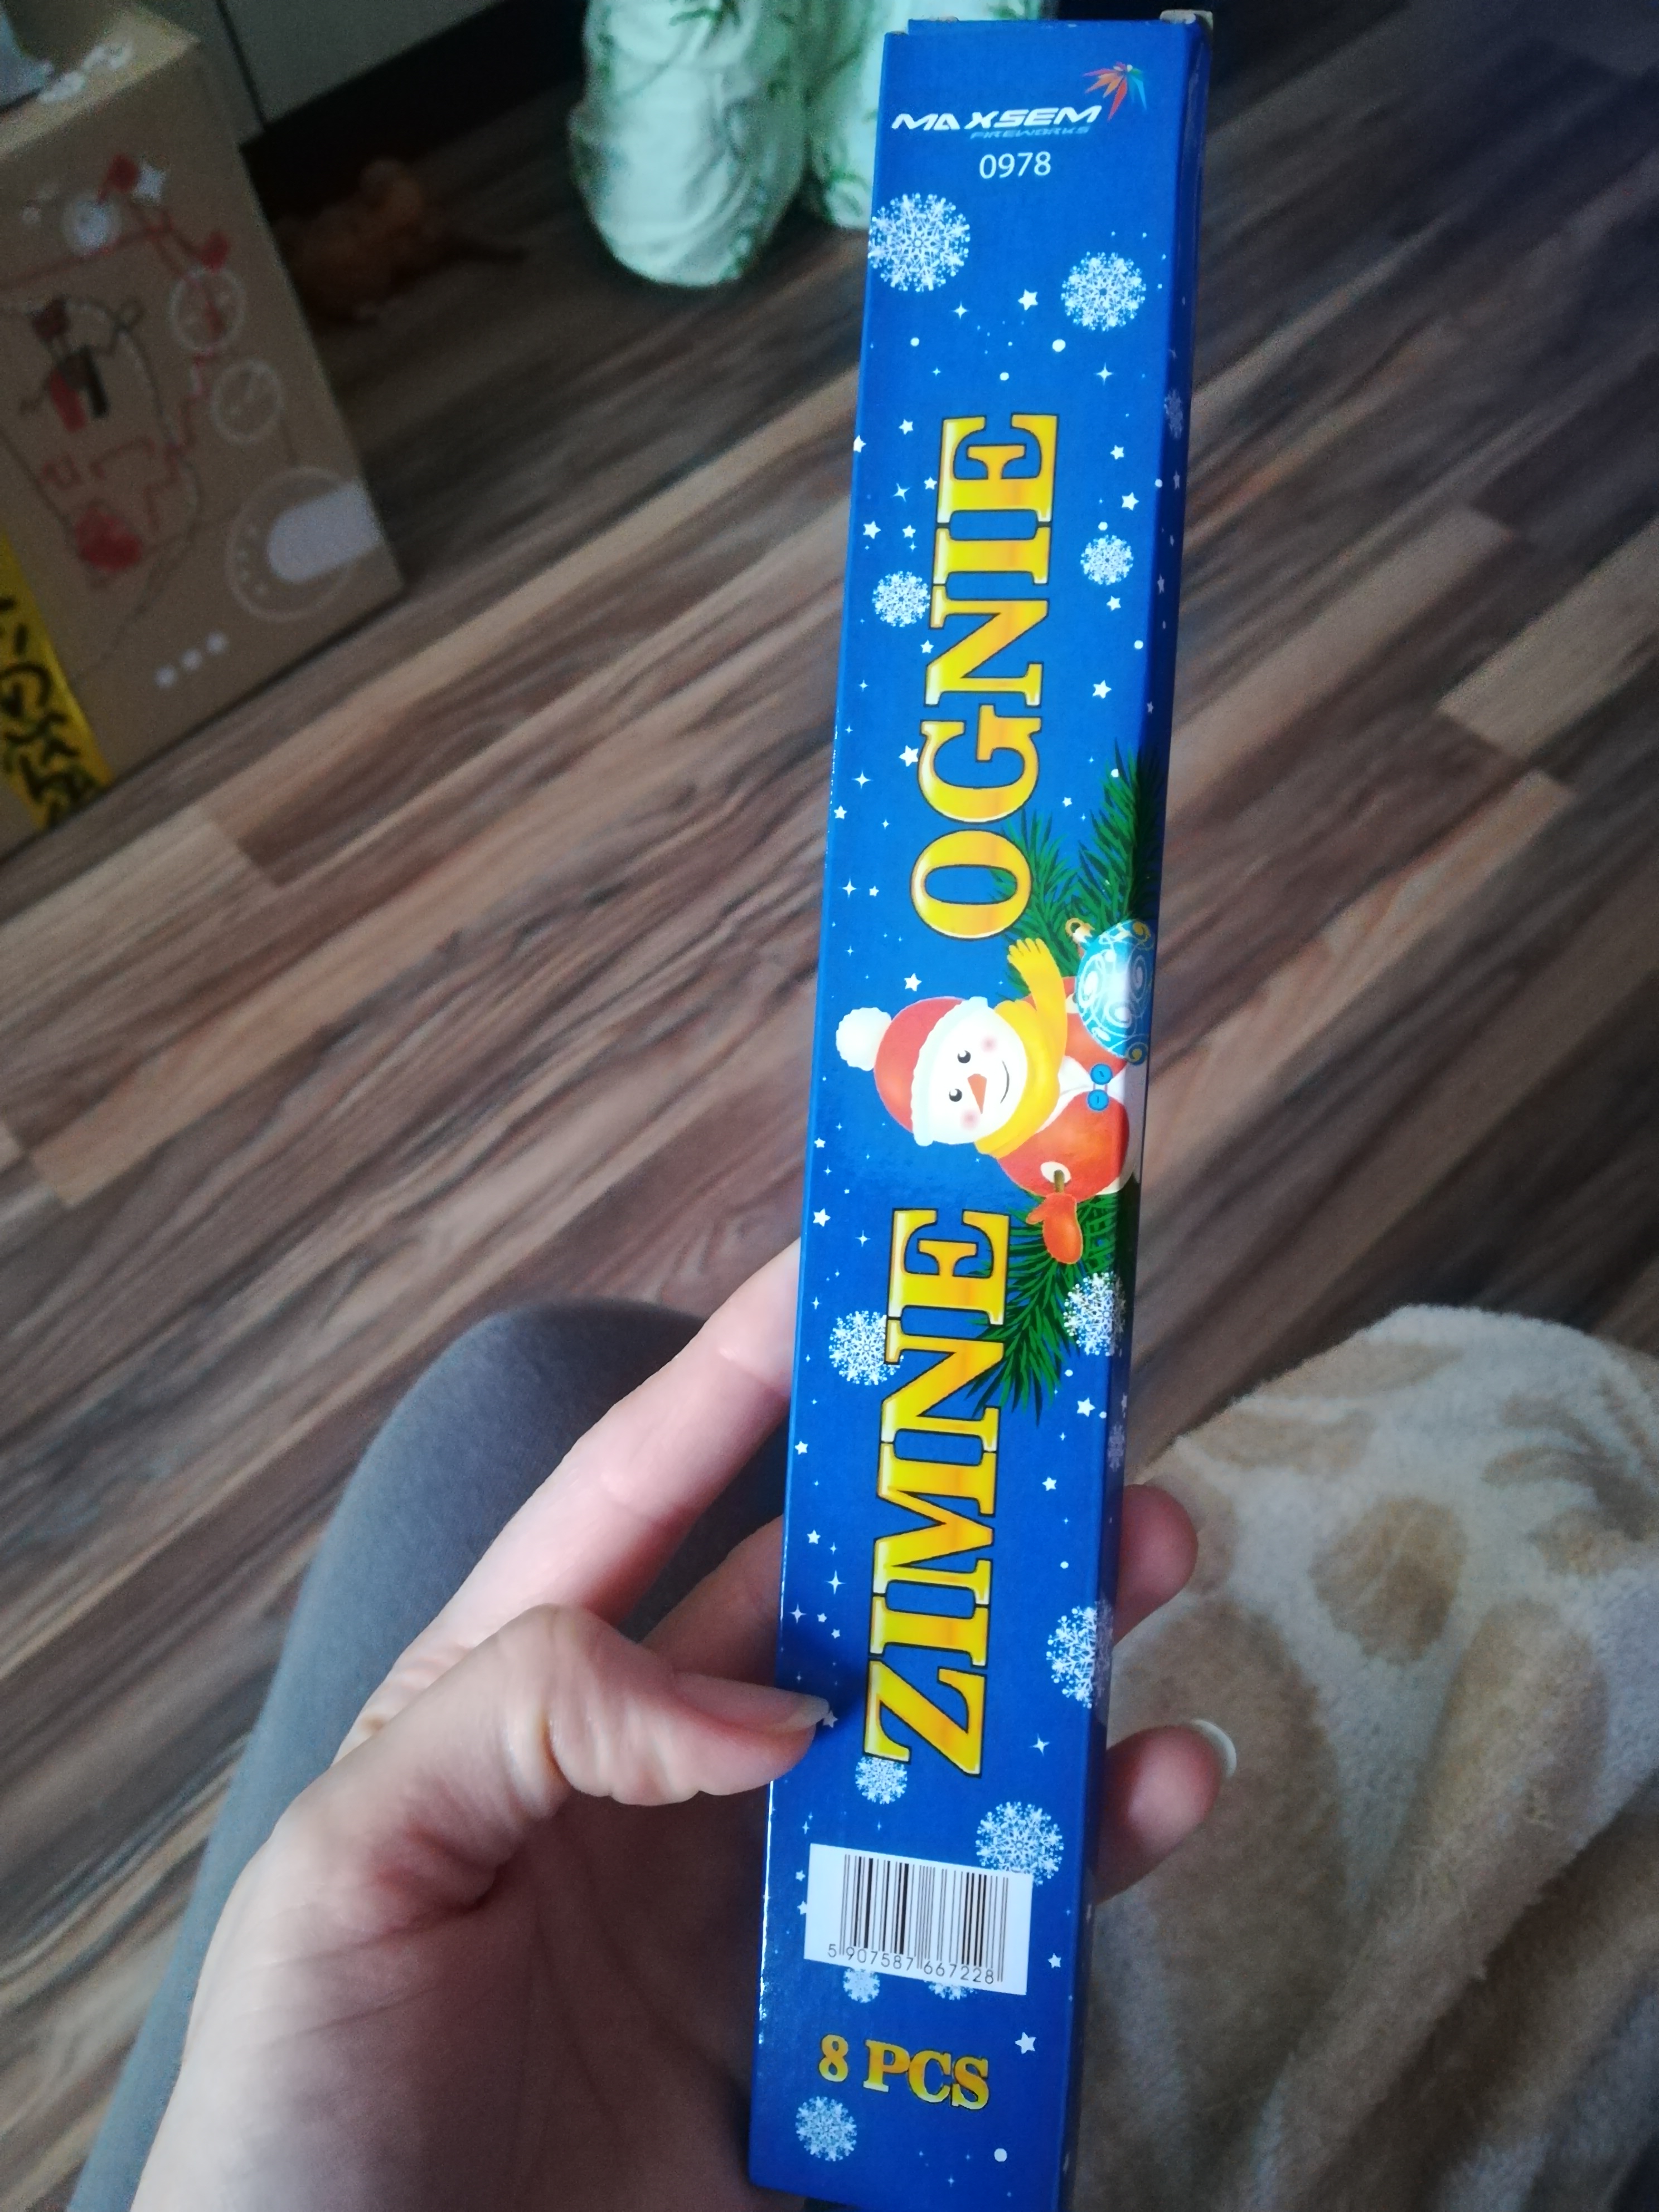 MAXSEM
FIREWORKS
0978
ZIMNE OGNIE
5 907587 667228
8 PCS